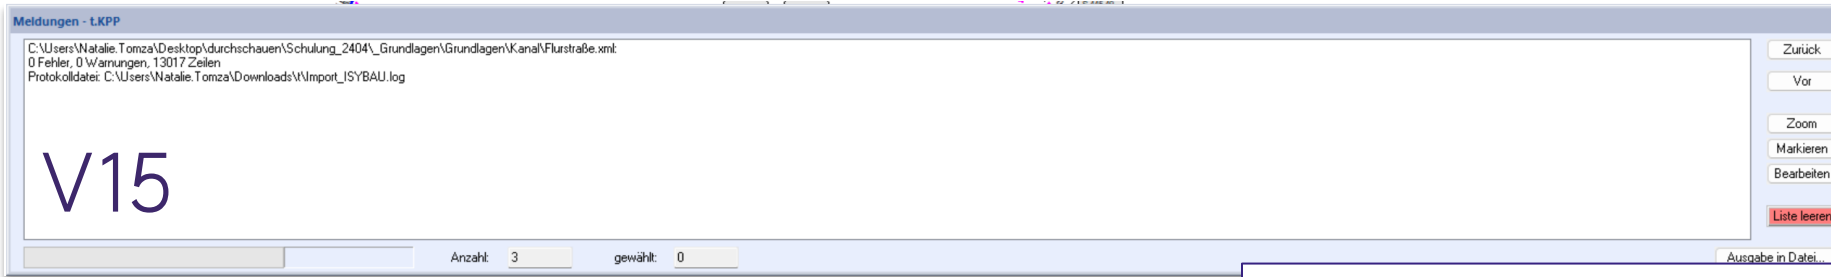 Meldungen - t.KPP
C:\Users\Natalie.Tomza\Desktop\durchschauen\Schulung_2404\_Grundlagen\Grundlagen\Kanal\Flurstraße.xml:
0 Fehler, 0 Warnungen, 13017 Zeilen
Protokolldatei: C:\Users\Natalie.Tomza\Downloads\t\Import_ISYBAU.log
Zurück
Vor
Zoom
Markieren
Bearbeiten
V15
Liste leeren
Anzahl: 3 gewählt: 0
Ausgabe in Datei...